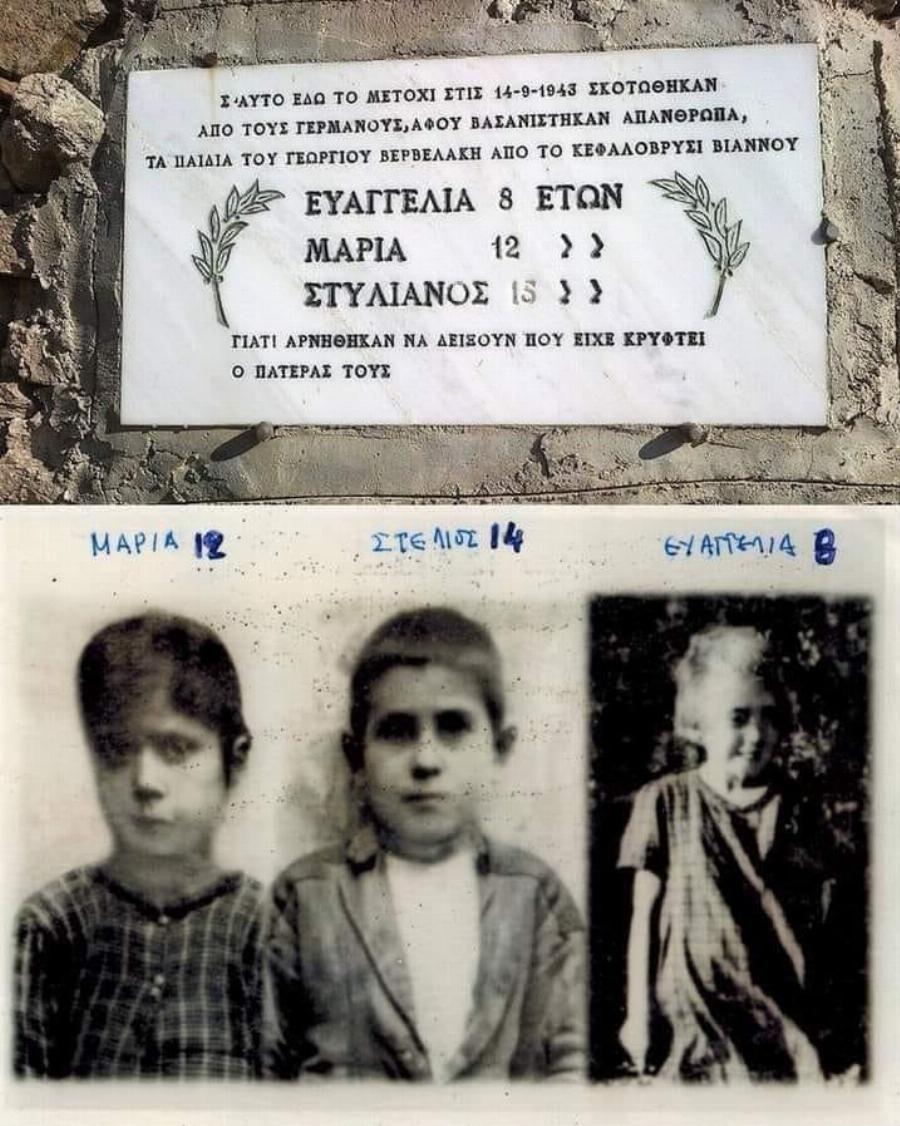 Σ'ΑΥΤΟ ΕΔΩ ΤΟ ΜΕΤΟΧΙ ΣΤΙΣ 14-9-1943 ΣΚΟΤΩΘΗΚΑΝ
ΑΠΟ ΤΟΥΣ ΓΕΡΜΑΝΟΥΣ,ΑΦΟΥ ΒΑΣΑΝΙΣΤΗΚΑΝ ΑΠΑΝΘΡΩΠΑ,
ΤΑ ΠΑΙΔΙΑ ΤΟΥ ΓΕΩΡΓΙΟΥ ΒΕΡΒΕΛΑΚΗ ΑΠΟ ΤΟ ΚΕΦΑΛΟΒΡΥΣΙ ΒΙΑΝΝΟΥ
ΕΥΑΓΓΕΛΙΑ 8 ΕΤΩΝ
ΜΑΡΙΑ 12 〉〉
ΣΤΥΛΙΑΝΟΣ 15 〉〉
ΓΙΑΤΙ ΑΡΝΗΘΗΚΑΝ ΝΑ ΔΕΙΞΟΥΝ ΠΟΥ ΕΙΧΕ ΚΡΥΦΤΕΙ
Ο ΠΑΤΕΡΑΣ ΤΟΥΣ
ΜΑΡΙΑ 12 ΣΤΕΛΙΟΣ 14 ΕΥΑΓΓΕΛΙΑ 8